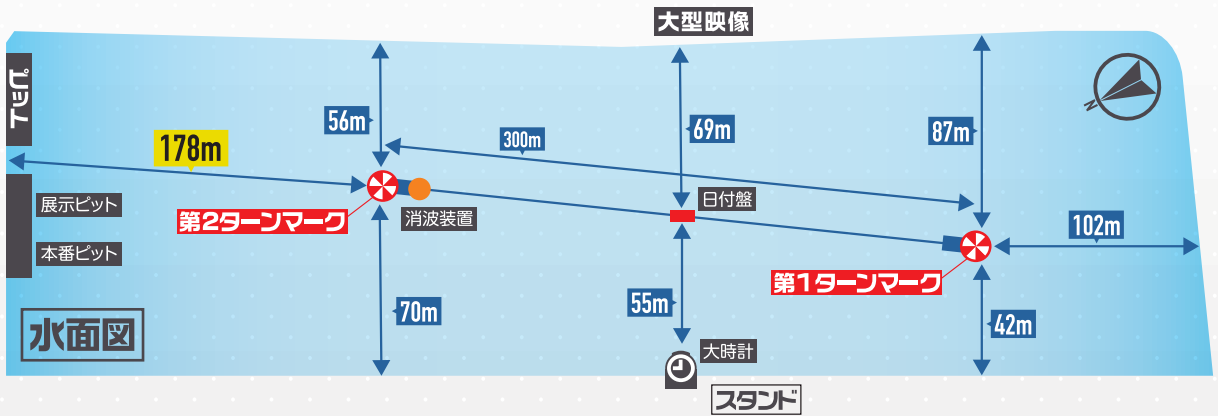 大型映像
ピット
56m
300m
69m
87m
N
178m
展示ピット
第2ターンマーク
消波装置
日付盤
102m
本番ピット
第1ターンマーク
70m
55m
42m
水面図
大時計
スタンド